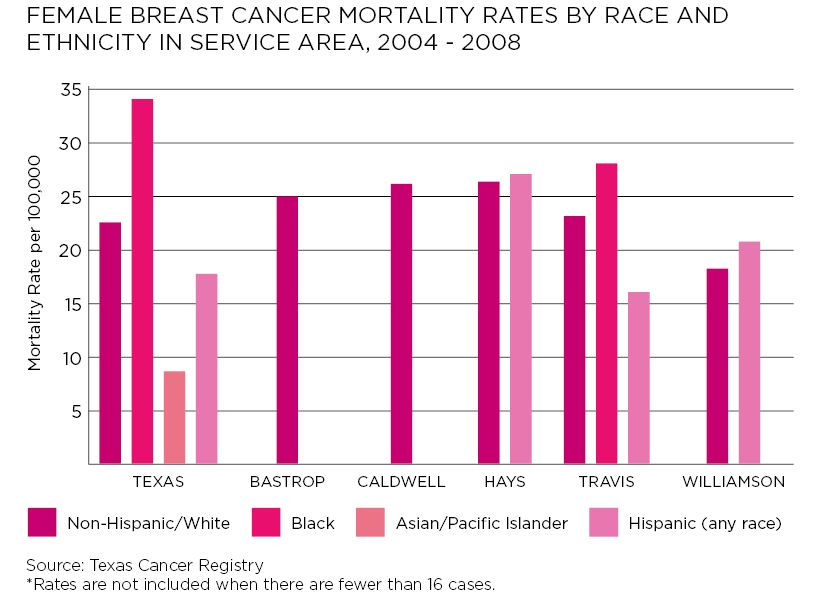 FEMALE BREAST CANCER MORTALITY RATES BY RACE AND
ETHNICITY IN SERVICE AREA, 2004 - 2008
Mortality Rate per 100,000
35
30
25
20
15
10
5
TEXAS BASTROP CALDWELL HAYS TRAVIS WILLIAMSON
Non-Hispanic/White Black Asian/Pacific Islander Hispanic (any race)
Source: Texas Cancer Registry
*Rates are not included when there are fewer than 16 cases.